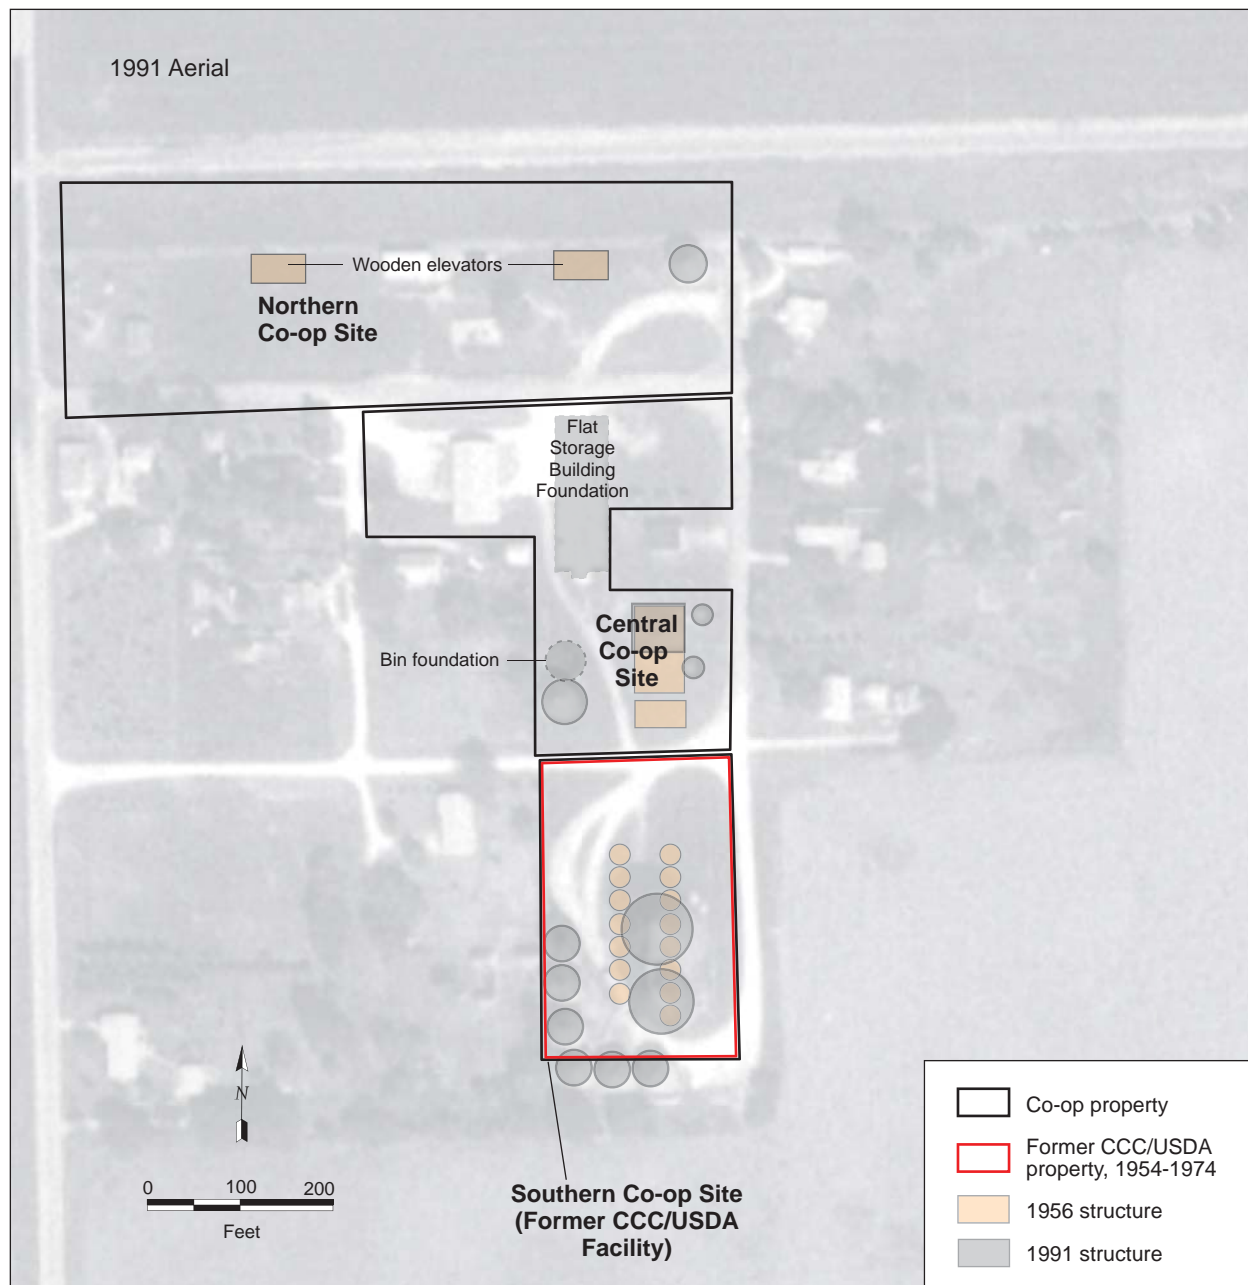 1991 Aerial
Wooden elevators
Northern
Co-op Site
Flat
Storage
Building
Foundation
Central
Co-op
Site
Bin foundation
N
0 100 200
Feet
Southern Co-op Site
(Former CCC/USDA
Facility)
Co-op property
Former CCC/USDA
property, 1954-1974
1956 structure
1991 structure